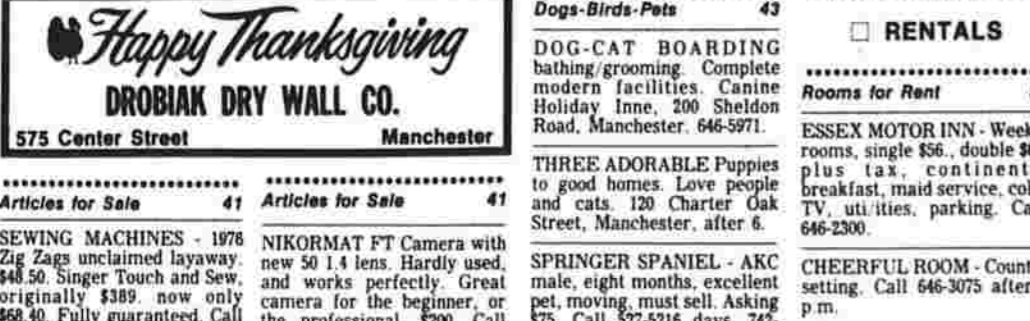 Happy Thanksgiving
DROBIAK DRY WALL CO.
575 Center Street Manchester
Articles for Sale 41
SEWING MACHINES - 1976
Zig Zags unclaimed layaway.
$48.50. Singer Touch and Sew,
originally $389. now only
$68.40. Fully guaranteed. Call
Articles for Sale 41
NIKORMAT FT Camera with
new 50 1.4 lens. Hardly used,
and works perfectly. Great
camera for the beginner, or
the professional. $200. Call
Dogs-Birds-Pets 43
DOG-CAT BOARDING
bathing/grooming. Complete
modern facilities. Canine
Holiday Inne, 200 Sheldon
Road, Manchester. 646-5971.
THREE ADORABLE Puppies
to good homes. Love people
and cats. 120 Charter Oak
Street, Manchester, after 6.
SPRINGER SPANIEL - AKC
male, eight months, excellent
pet, moving, must sell. Asking
$75. Call 527-5216 days, 742-
RENTALS
Rooms for Rent
ESSEX MOTOR INN -
rooms, single $56., double
plus tax,
breakfast, maid service,
TV, utilities, parking.
646-2300.
CHEERFUL ROOM -
setting. Call 646-3075 after
p.m.